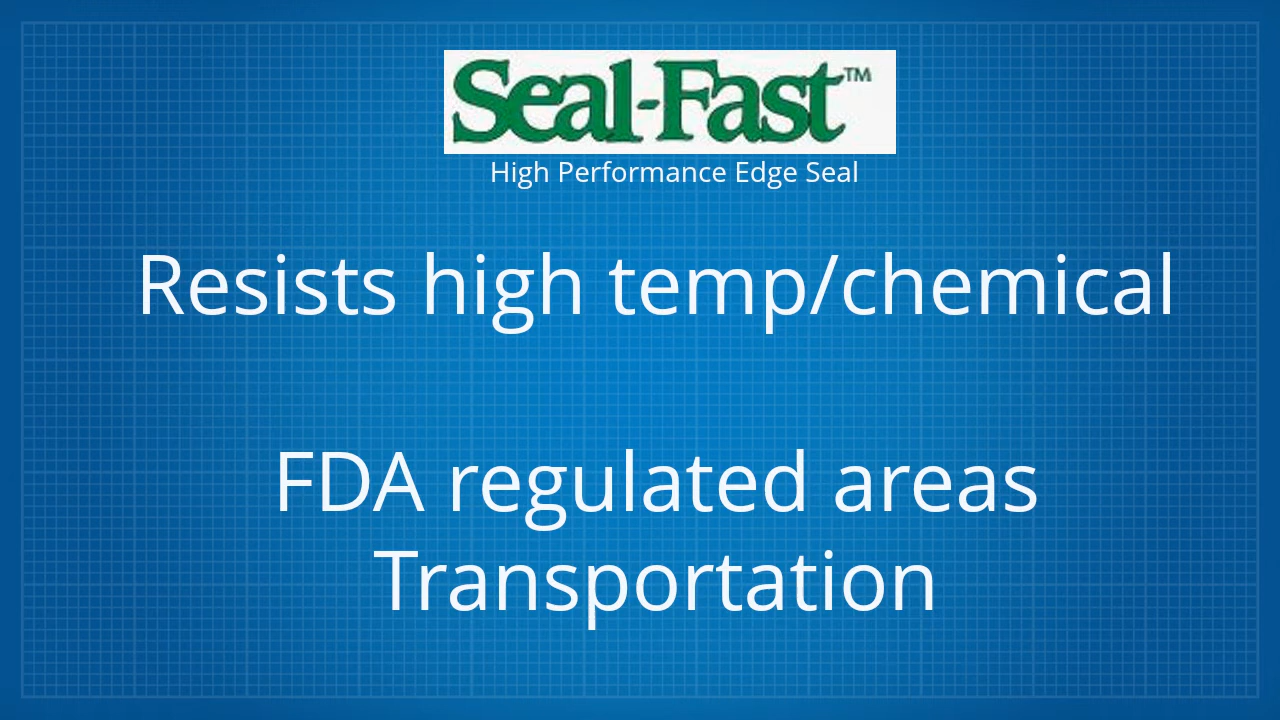 Seal-Fast™
High Performance Edge Seal
Resists high temp/chemical
FDA regulated areas
Transportation